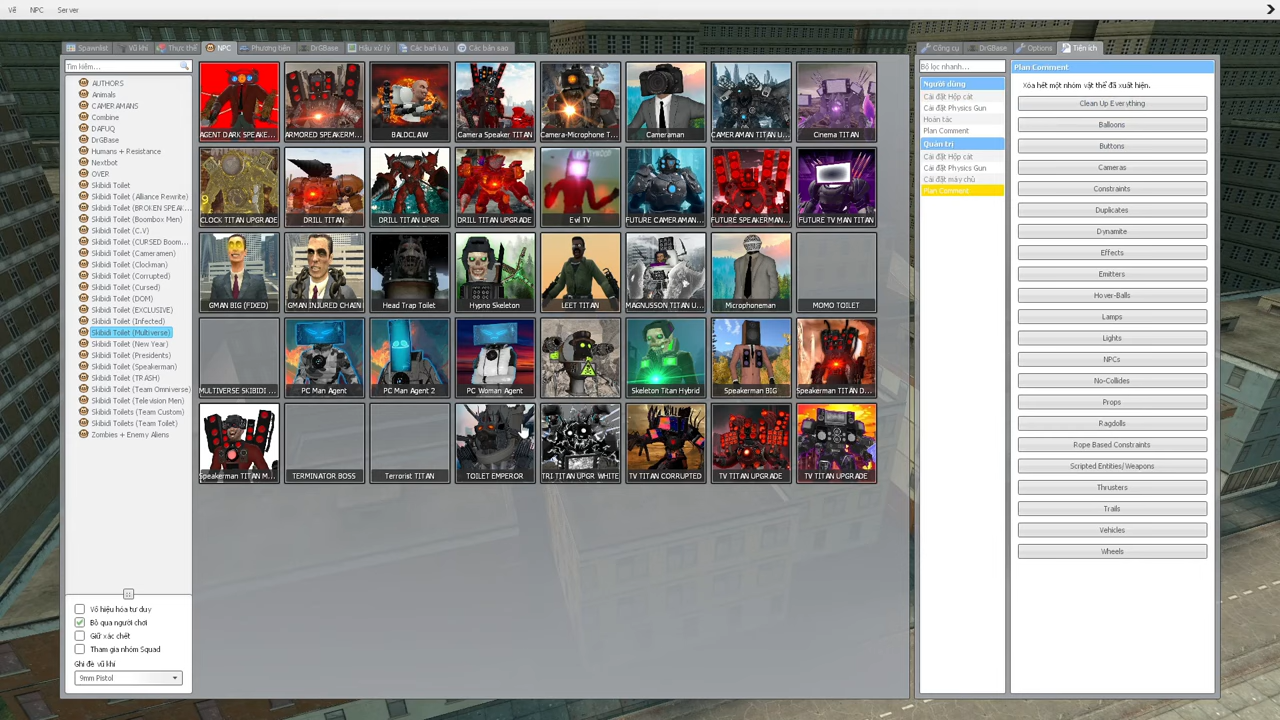 Vẽ NPC Server
Spawnlist Vũ khí Thực thể NPC Phương tiện DrGBase Hậu xử lý Các bản lưu Các bản sao
Tìm kiếm...
AUTHORS
Animals
CAMERAMANS
Combine
DAFUQ
DrGBase
Humans + Resistance
Nextbot
OVER
Skibidi Toilet
Skibidi Toilet (Alliance Rewrite)
Skibidi Toilet (BROKEN SPEAK...
Skibidi Toilet (Boombox Men)
Skibidi Toilet (C.V)
Skibidi Toilet (CURSED Boom...
Skibidi Toilet (Cameramen)
Skibidi Toilet (Clockman)
Skibidi Toilet (Corrupted)
Skibidi Toilet (Cursed)
Skibidi Toilet (DOM)
Skibidi Toilet (EXCLUSIVE)
Skibidi Toilet (Infected)
Skibidi Toilet (Multiverse)
Skibidi Toilet (New Year)
Skibidi Toilet (Presidents)
Skibidi Toilet (Speakerman)
Skibidi Toilet (TRASH)
Skibidi Toilet (Team Omniverse)
Skibidi Toilet (Television Men)
Skibidi Toilets (Team Custom)
Skibidi Toilets (Team Toilet)
Zombies + Enemy Aliens
Vô hiệu hóa tư duy
Bỏ qua người chơi
Giữ xác chết
Tham gia nhóm Squad
Ghi đè vũ khí
9mm Pistol
AGENT DARK SPEAKE... ARMORED SPEAKERM... BALDCLAW Camera Speaker TITAN Camera-Microphone T... Cameraman CAMERAMAN TITAN U... Cinema TITAN
CLOCK TITAN UPGRADE DRILL TITAN DRILL TITAN UPGR DRILL TITAN UPGRADE Evil TV FUTURE CAMERAMAN... FUTURE SPEAKERMAN... FUTURE TV MAN TITAN
GMAN BIG (FIXED) GMAN INJURED CHAIN Head Trap Toilet Hypno Skeleton LEET TITAN MAGNUSSON TITAN U... Microphoneman MOMO TOILET
MULTIVERSE SKIBIDI ... PC Man Agent PC Man Agent 2 PC Woman Agent Skeleton Titan Hybrid Speakerman BIG Speakerman TITAN D...
Speakerman TITAN M... TERMINATOR BOSS Terrorist TITAN TOILET EMPEROR TRI TITAN UPGR WHITE TV TITAN CORRUPTED TV TITAN UPGRADE TV TITAN UPGRADE
Công cụ DrGBase Options Tiện ích
Bộ lọc nhanh...
Người dùng
Cài đặt Hộp cát
Cài đặt Physics Gun
Hoàn tác
Plan Comment
Quản trị
Cài đặt Hộp cát
Cài đặt Physics Gun
Cài đặt máy chủ
Plan Comment
Plan Comment
Xóa hết một nhóm vật thể đã xuất hiện.
Clean Up Everything
Balloons
Buttons
Cameras
Constraints
Duplicates
Dynamite
Effects
Emitters
Hover-Balls
Lamps
Lights
NPCs
No-Collides
Props
Ragdolls
Rope Based Constraints
Scripted Entities/Weapons
Thrusters
Trails
Vehicles
Wheels